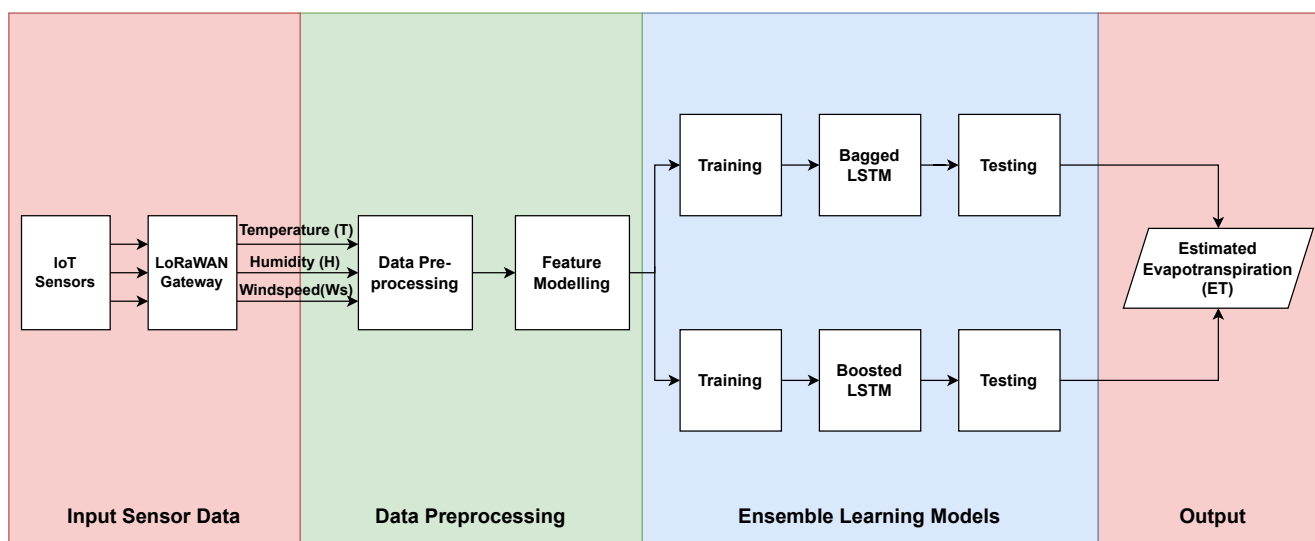 Training
Bagged
LSTM
Testing
IoT
Sensors
LoRaWAN
Gateway
Temperature (T)
Humidity (H)
Windspeed(Ws)
Data Pre-
processing
Feature
Modelling
Estimated
Evapotranspiration
(ET)
Training
Boosted
LSTM
Testing
Input Sensor Data
Data Preprocessing
Ensemble Learning Models
Output